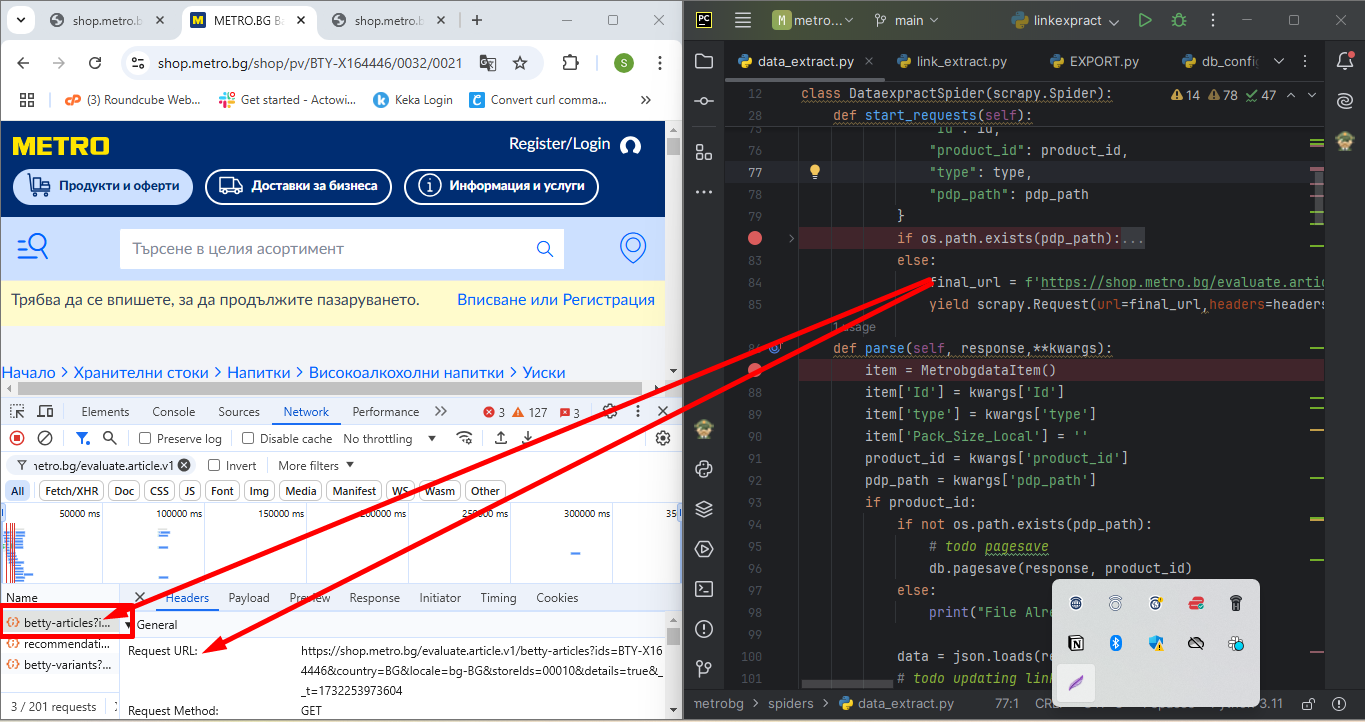 shop.metro.b
METRO.BG Ba
shop.metro.b
shop.metro.bg/shop/pv/BTY-X164446/0032/0021
S
(3) Roundcube Web...
Get started - Actowi...
Keka Login
Convert curl comma...
METRO
Register/Login
Продукти и оферти
Доставки за бизнеса
Информация и услуги
Търсене в целия асортимент
Трябва да се впишете, за да продължите пазаруването.
Вписване или Регистрация
Начало > Хранителни стоки > Напитки > Високоалкохолни напитки > Уиски
Elements
Console
Sources
Network
Performance
3
127
3
Preserve log
Disable cache
No throttling
netro.bg/evaluate.article.v1
Invert
More filters
All
Fetch/XHR
Doc
CSS
JS
Font
Img
Media
Manifest
WS
Wasm
Other
50000 ms
100000 ms
150000 ms
200000 ms
250000 ms
300000 ms
35
Name
Headers
Payload
Preview
Response
Initiator
Timing
Cookies
betty-articles?i...
recommendati...
betty-variants?...
General
Request URL:
https://shop.metro.bg/evaluate.article.v1/betty-articles?ids=BTY-X16
4446&country=BG&locale=bg-BG&storeIds=00010&details=true&_
_t=1732253973604
Request Method:
GET
3 / 201 requests
PC
M
metro...
main
linkexpract
data_extract.py
link_extract.py
EXPORT.py
db_config
14
78
47
12 class DataexpractSpider(scrapy.Spider):
28 def start_requests(self):
75 "id": id,
76 "product_id": product_id,
77 "type": type,
78 "pdp_path": pdp_path
79 }
if os.path.exists(pdp_path):...
83 else:
84 final_url = f'https://shop.metro.bg/evaluate.artic
85 yield scrapy.Request(url=final_url,headers=headers
1 usage
86 def parse(self, response,**kwargs):
item = MetrobgdataItem()
88 item['Id'] = kwargs['Id']
89 item['type'] = kwargs['type']
90 item['Pack_Size_Local'] = ''
91 product_id = kwargs['product_id']
92 pdp_path = kwargs['pdp_path']
93 if product_id:
94 if not os.path.exists(pdp_path):
95 # todo pagesave
96 db.pagesave(response, product_id)
97 else:
98 print("File Alre
99
100 data = json.loads(re
101 # todo updating lin
metrobg > spiders > data_extract.py
77:1
3.11